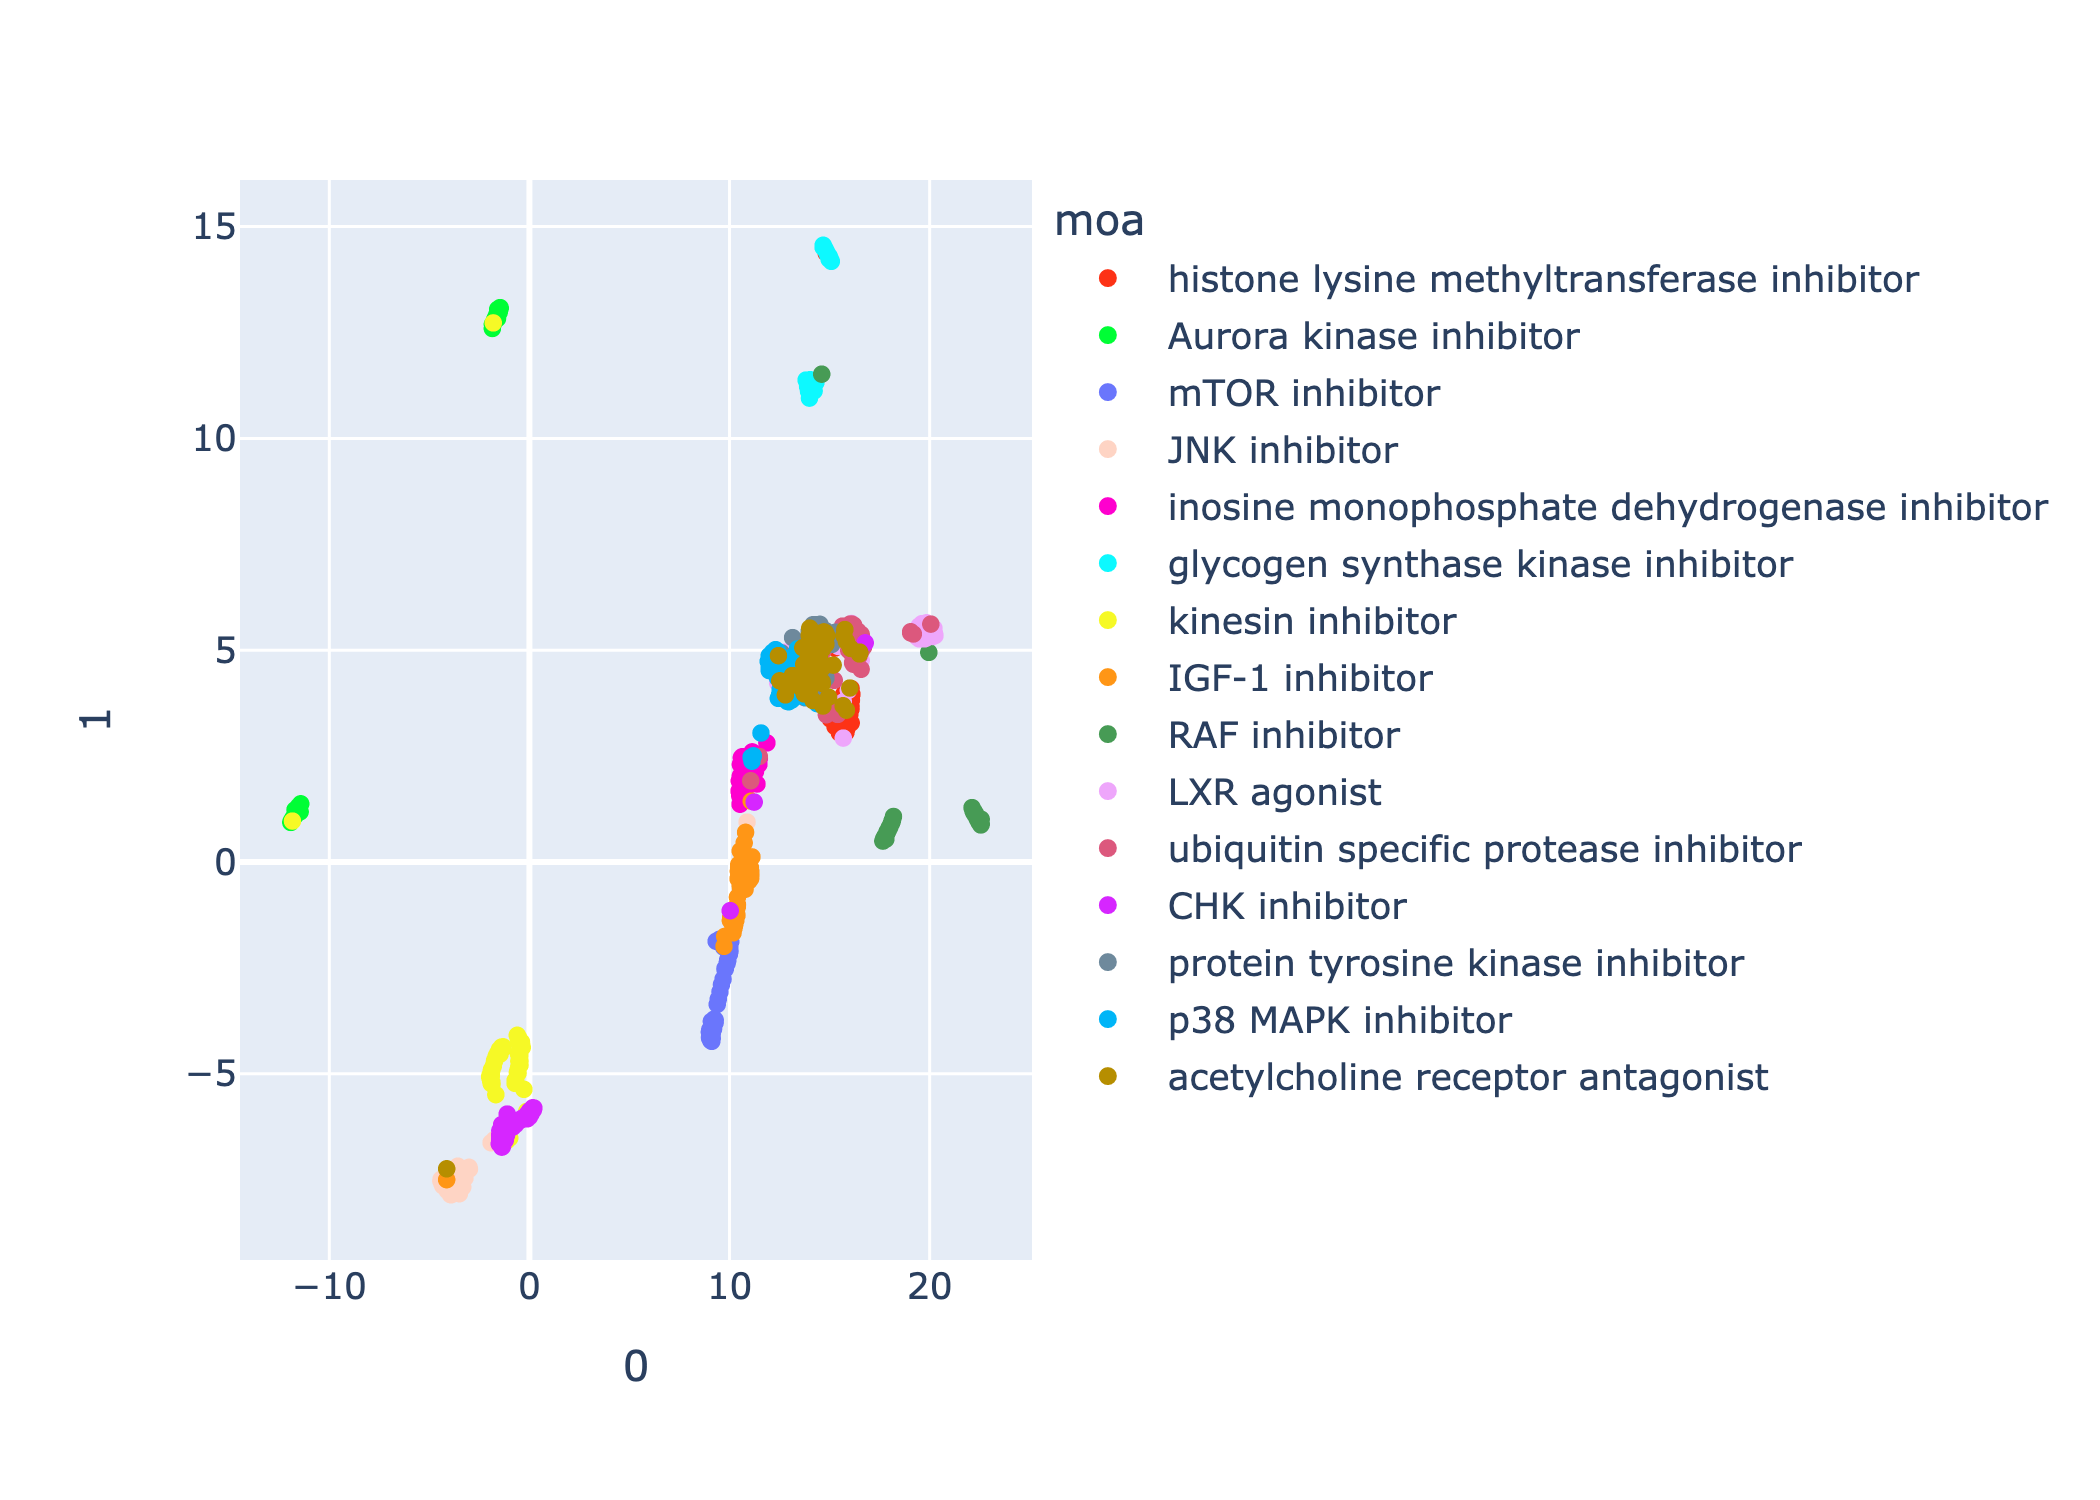 15
10
5
0
−5
1
−10
0
10
20
0
moa
histone lysine methyltransferase inhibitor
Aurora kinase inhibitor
mTOR inhibitor
JNK inhibitor
inosine monophosphate dehydrogenase inhibitor
glycogen synthase kinase inhibitor
kinesin inhibitor
IGF-1 inhibitor
RAF inhibitor
LXR agonist
ubiquitin specific protease inhibitor
CHK inhibitor
protein tyrosine kinase inhibitor
p38 MAPK inhibitor
acetylcholine receptor antagonist